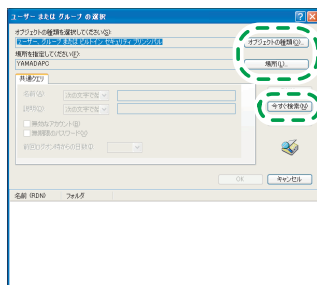 ユーザー または グループ の選択
オブジェクトの種類を選択してください(S):
ユーザー、グループ または ビルトイン セキュリティ プリンシパル
オブジェクトの種類(O)...
場所を指定してください(F):
YAMADAPC
場所(L)...
共通クエリ
名前(A):
次の文字で始
説明(D):
次の文字で始
今すぐ検索(N)
無効なアカウント(B)
無期限のパスワード(X)
前回ログオン時からの日数(I):
OK
キャンセル
名前 (RDN)
フォルダ